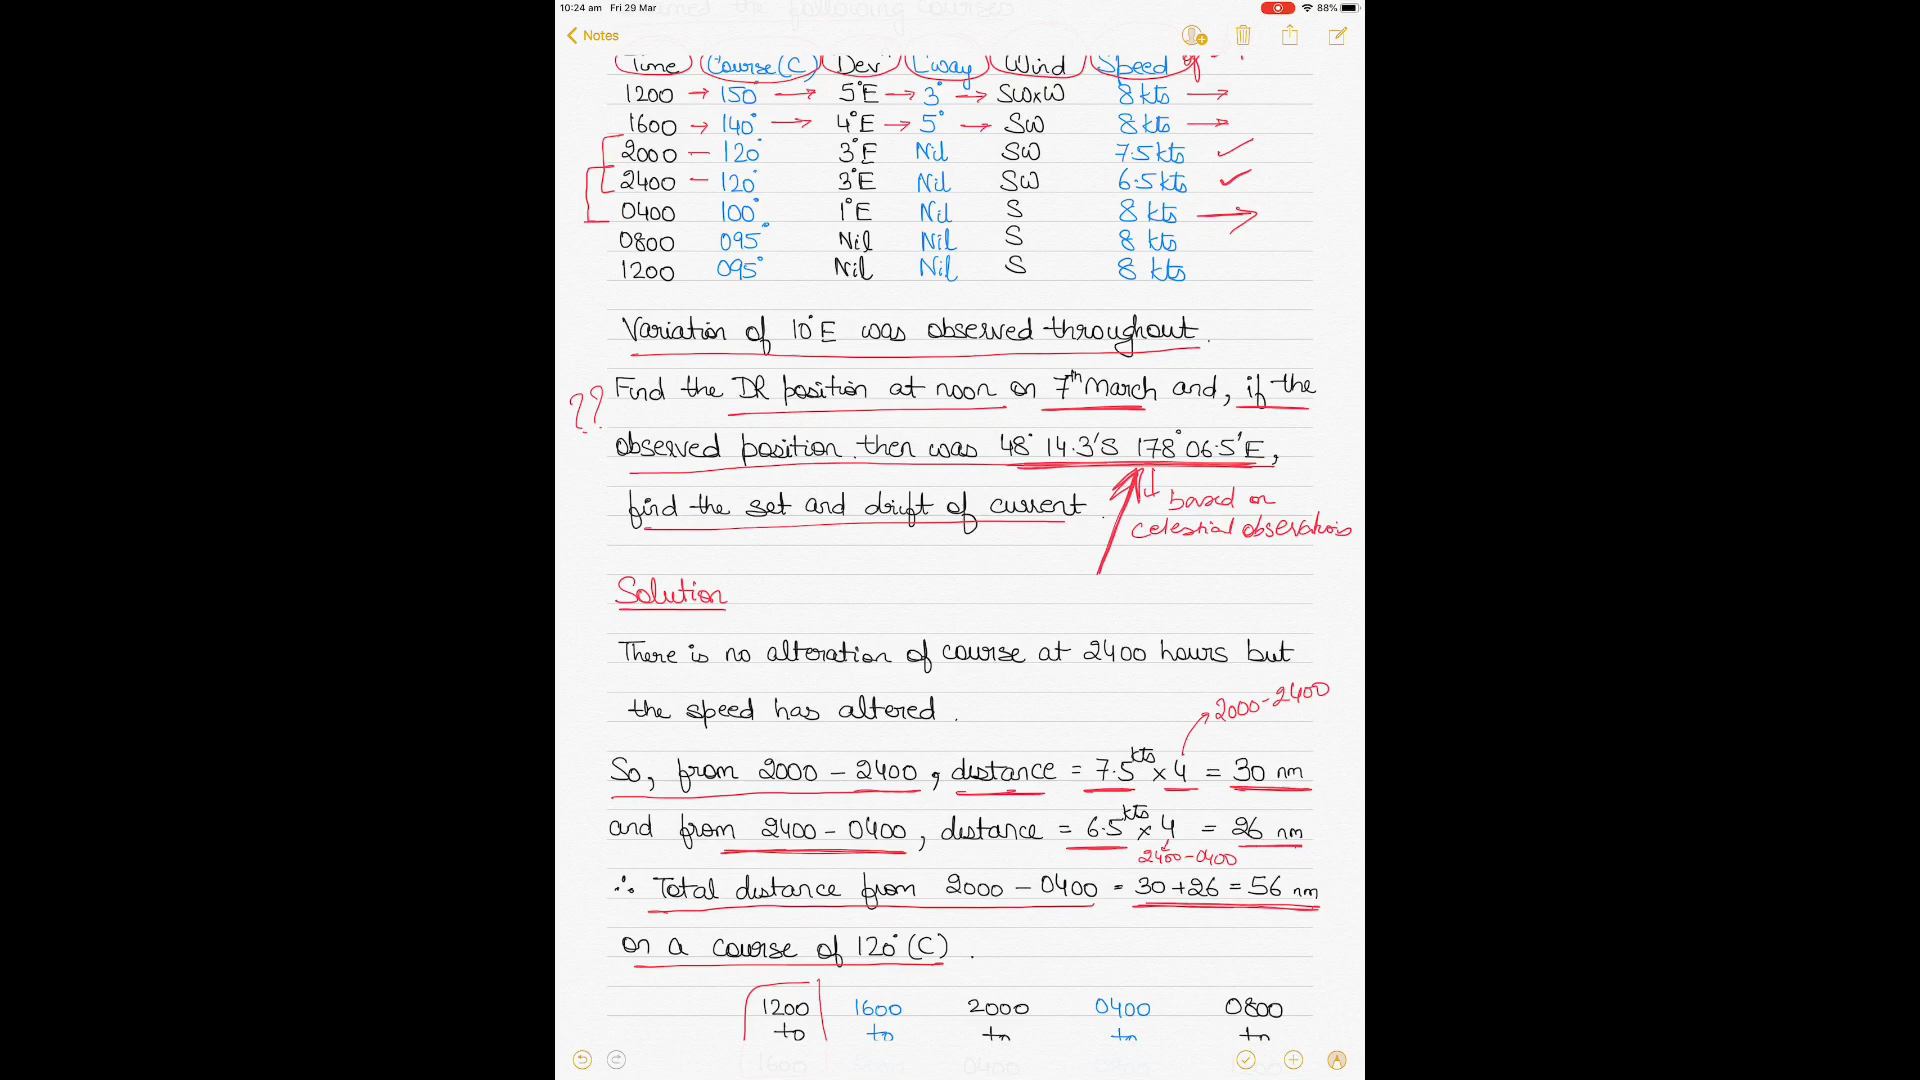 10:24 am Fri 29 Mar
88%
Notes
amed the following courses
Time Course (C) Dev L'way Wind Speed
1200 → 150° → 5°E → 3° → SWxW 8 kts →
1600 → 140° → 4°E → 5° → SW 8 kts →
2000 – 120° 3°E Nil SW 7.5 kts ✓
2400 – 120° 3°E Nil SW 6.5 kts ✓
0400 100° 1°E Nil S 8 kts →
0800 095° Nil Nil S 8 kts
1200 095° Nil Nil S 8 kts
Variation of 10°E was observed throughout.
?? Find the DR position at noon on 7th March and, if the
observed position then was 48° 14.3'S 178° 06.5'E,
find the set and drift of current.
↓ based on
celestial observations
Solution
There is no alteration of course at 2400 hours but
the speed has altered.
2000-2400
So, from 2000 – 2400, distance = 7.5 kts x 4 = 30 nm
and from 2400 – 0400, distance = 6.5 kts x 4 = 26 nm
2400-0400
∴ Total distance from 2000 – 0400 = 30 + 26 = 56 nm
on a course of 120° (C).
1200 1600 2000 0400 0800
to to to to to
1600 0400